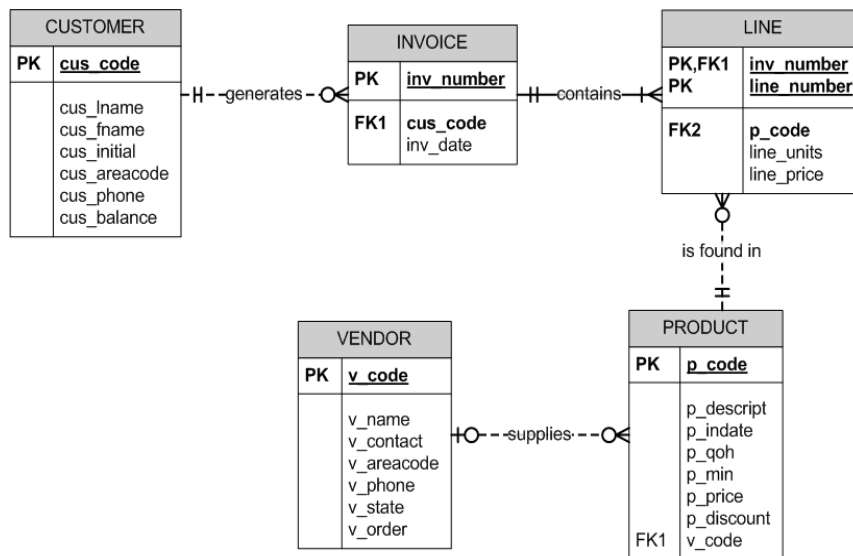 CUSTOMER
PK cus_code
cus_lname
cus_fname
cus_initial
cus_areacode
cus_phone
cus_balance
generates
INVOICE
PK inv_number
FK1 cus_code
inv_date
contains
LINE
PK,FK1 inv_number
PK line_number
FK2 p_code
line_units
line_price
is found in
VENDOR
PK v_code
v_name
v_contact
v_areacode
v_phone
v_state
v_order
supplies
PRODUCT
PK p_code
p_descript
p_indate
p_qoh
p_min
p_price
p_discount
FK1 v_code